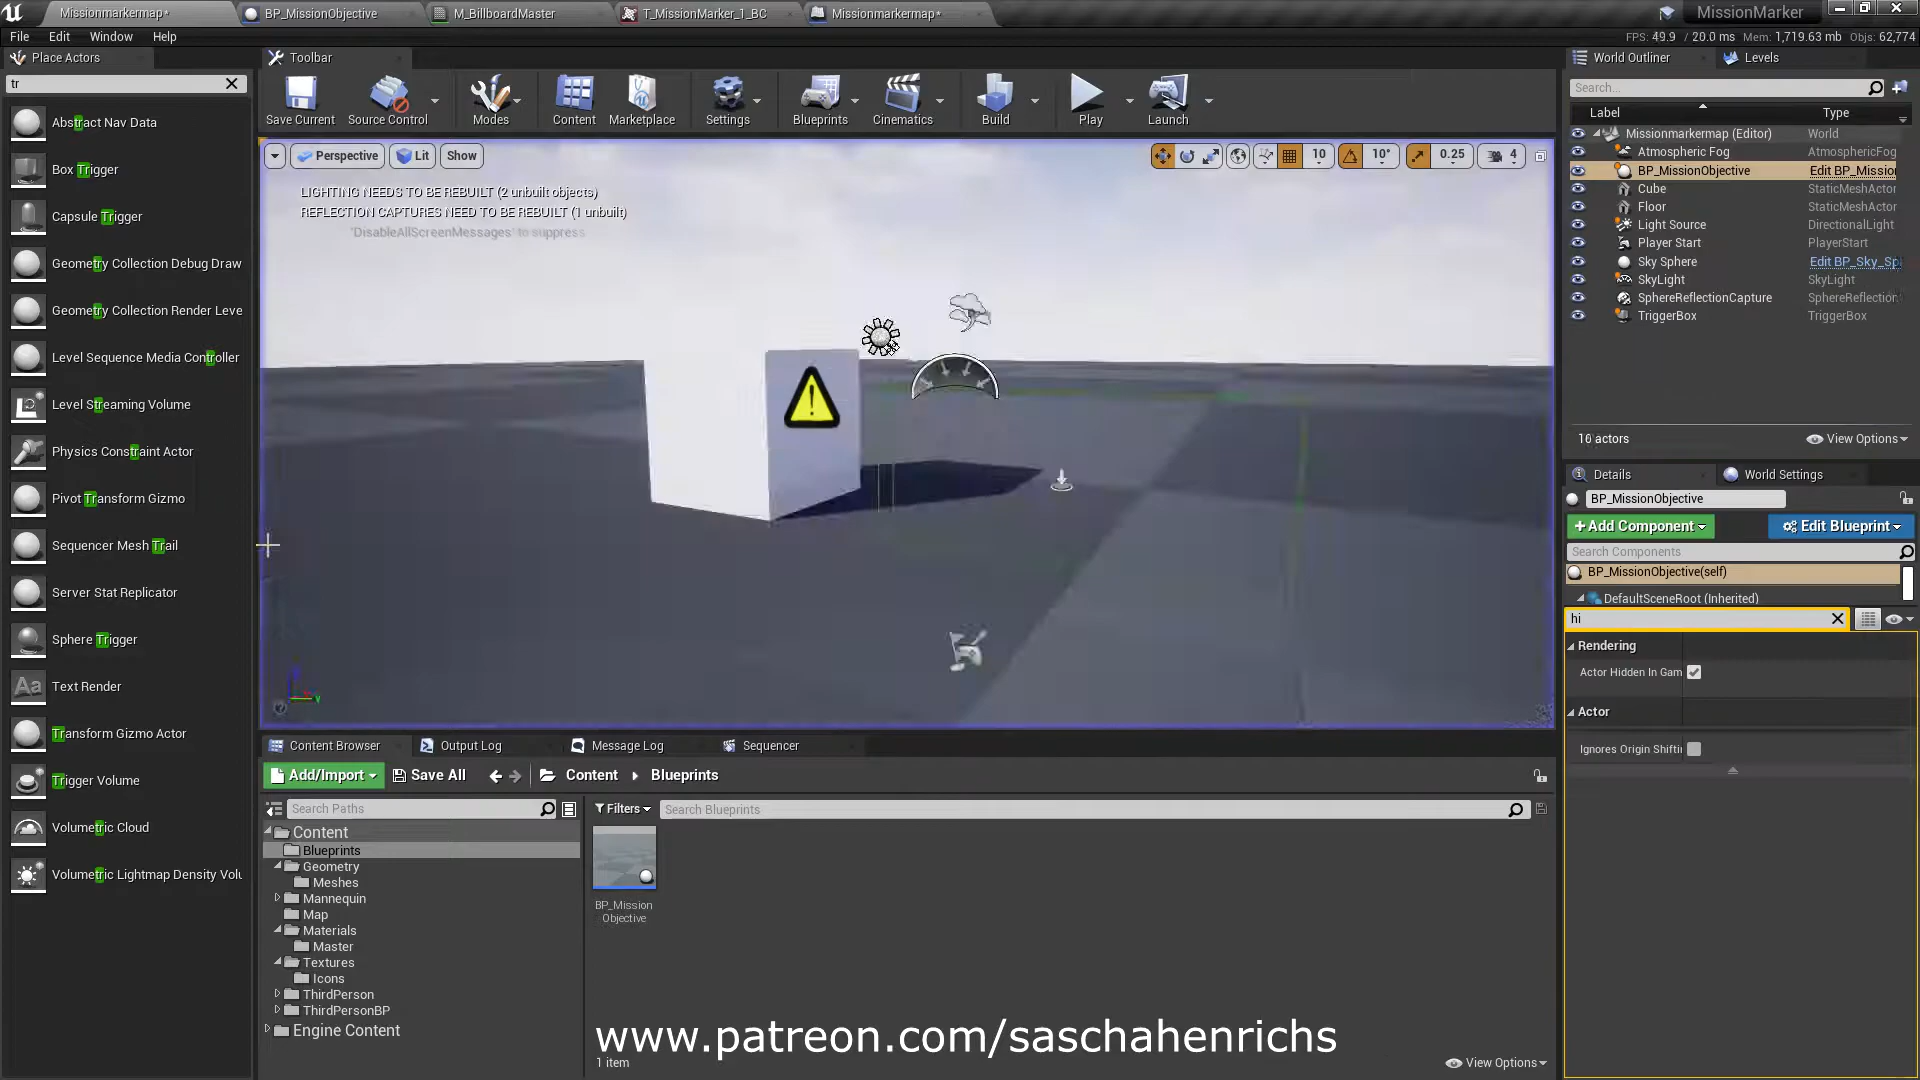 Missionmarkermap*
BP_MissionObjective
M_BillboardMaster
T_MissionMarker_1_BC
Missionmarkermap*
MissionMarker
File
Edit
Window
Help
FPS: 49.9 / 20.0 ms Mem: 1,719.63 mb Objs: 62,774
Place Actors
tr
Abstract Nav Data
Box Trigger
Capsule Trigger
Geometry Collection Debug Draw
Geometry Collection Render Leve
Level Sequence Media Controller
Level Streaming Volume
Physics Constraint Actor
Pivot Transform Gizmo
Sequencer Mesh Trail
Server Stat Replicator
Sphere Trigger
Text Render
Transform Gizmo Actor
Trigger Volume
Volumetric Cloud
Volumetric Lightmap Density Volu
Toolbar
Save Current
Source Control
Modes
Content
Marketplace
Settings
Blueprints
Cinematics
Build
Play
Launch
Perspective
Lit
Show
10
10°
0.25
4
LIGHTING NEEDS TO BE REBUILT (2 unbuilt objects)
REFLECTION CAPTURES NEED TO BE REBUILT (1 unbuilt)
'DisableAllScreenMessages' to suppress
Content Browser
Output Log
Message Log
Sequencer
Add/Import
Save All
Content
Blueprints
Search Paths
Filters
Search Blueprints
Content
Blueprints
Geometry
Meshes
Mannequin
Map
Materials
Master
Textures
Icons
ThirdPerson
ThirdPersonBP
Engine Content
BP_Mission
Objective
www.patreon.com/saschahenrichs
1 item
View Options
World Outliner
Levels
Search...
Label
Type
Missionmarkermap (Editor) World
Atmospheric Fog AtmosphericFog
BP_MissionObjective Edit BP_Mission
Cube StaticMeshActor
Floor StaticMeshActor
Light Source DirectionalLight
Player Start PlayerStart
Sky Sphere Edit BP_Sky_Sp
SkyLight SkyLight
SphereReflectionCapture SphereReflection
TriggerBox TriggerBox
10 actors
View Options
Details
World Settings
BP_MissionObjective
+Add Component
Edit Blueprint
Search Components
BP_MissionObjective(self)
DefaultSceneRoot (Inherited)
hi
Rendering
Actor Hidden In Gam
Actor
Ignores Origin Shiftin